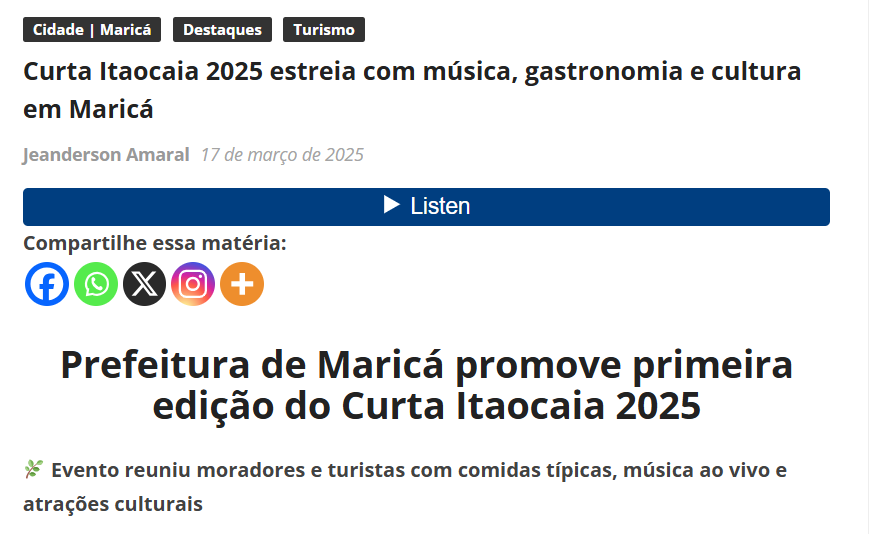 Cidade | Maricá Destaques Turismo
Curta Itaocaia 2025 estreia com música, gastronomia e cultura
em Maricá
Jeanderson Amaral 17 de março de 2025
Listen
Compartilhe essa matéria:
Prefeitura de Maricá promove primeira
edição do Curta Itaocaia 2025
Evento reuniu moradores e turistas com comidas típicas, música ao vivo e
atrações culturais